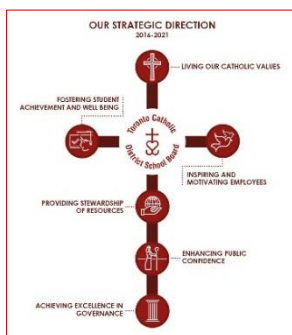 OUR STRATEGIC DIRECTION
2016-2021
LIVING OUR CATHOLIC VALUES
FOSTERING STUDENT
ACHIEVEMENT AND WELL BEING
Toronto Catholic
District School Board
INSPIRING AND
MOTIVATING EMPLOYEES
PROVIDING STEWARDSHIP
OF RESOURCES
ENHANCING PUBLIC
CONFIDENCE
ACHIEVING EXCELLENCE IN
GOVERNANCE